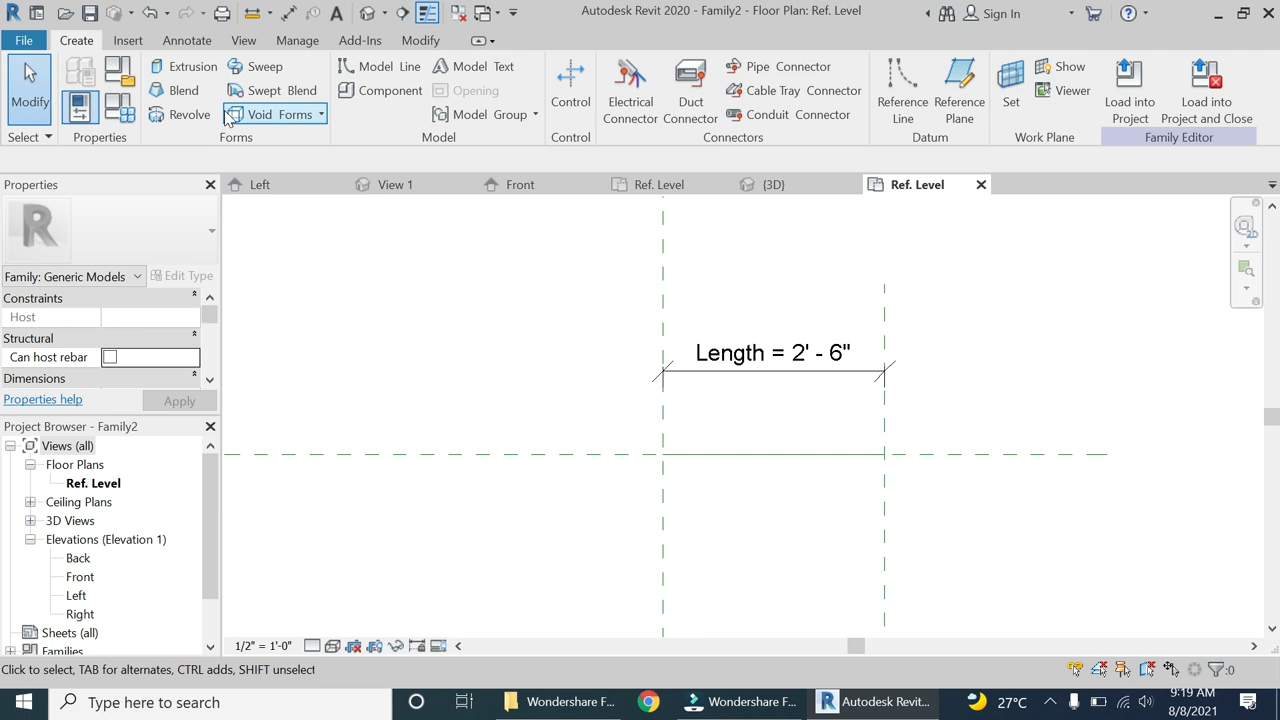 Autodesk Revit 2020 - Family2 - Floor Plan: Ref. Level
Sign In
File Create Insert Annotate View Manage Add-Ins Modify
Modify
Select
Properties
Extrusion
Blend
Revolve
Sweep
Swept Blend
Void Forms
Forms
Model Line
Component
Model Text
Opening
Model Group
Model
Control
Control
Electrical Connector
Duct Connector
Pipe Connector
Cable Tray Connector
Conduit Connector
Connectors
Reference Line
Reference Plane
Datum
Set
Show
Viewer
Work Plane
Load into Project
Load into Project and Close
Family Editor
Properties
Left
View 1
Front
Ref. Level
{3D}
Ref. Level
R
Family: Generic Models
Edit Type
Constraints
Host
Structural
Can host rebar
Dimensions
Properties help
Apply
Project Browser - Family2
Views (all)
Floor Plans
Ref. Level
Ceiling Plans
3D Views
Elevations (Elevation 1)
Back
Front
Left
Right
Sheets (all)
Families
Length = 2' - 6"
2D
1/2" = 1'-0"
Click to select, TAB for alternates, CTRL adds, SHIFT unselect
:0
Type here to search
Wondershare F...
Wondershare F...
Autodesk Revit...
27°C
9:19 AM
8/8/2021